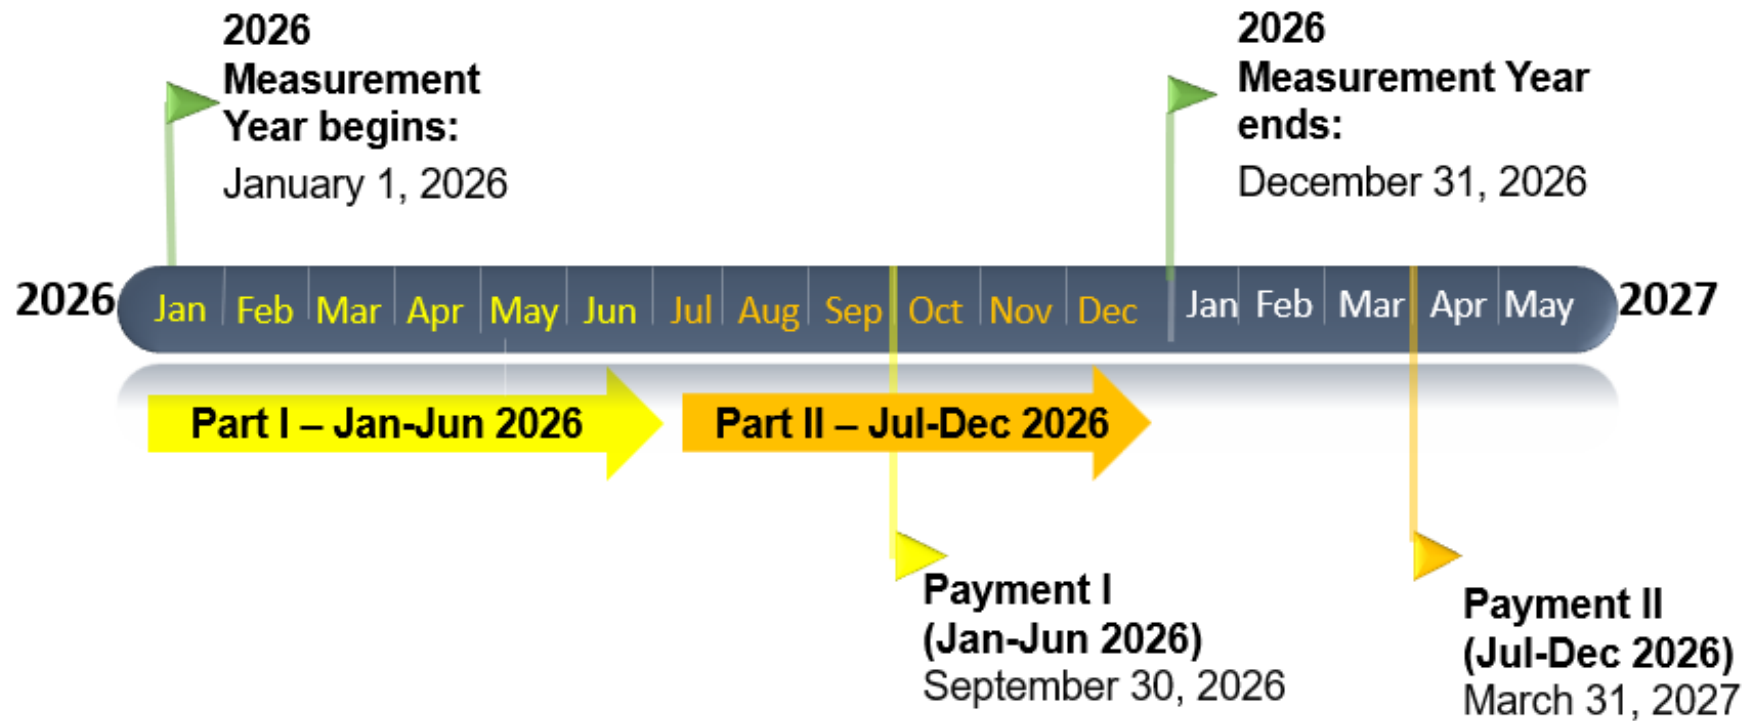 2026
Measurement
Year begins:
January 1, 2026
2026
Measurement Year
ends:
December 31, 2026
2026 Jan Feb Mar Apr May Jun Jul Aug Sep Oct Nov Dec Jan Feb Mar Apr May 2027
Part I – Jan-Jun 2026
Part II – Jul-Dec 2026
Payment I
(Jan-Jun 2026)
September 30, 2026
Payment II
(Jul-Dec 2026)
March 31, 2027